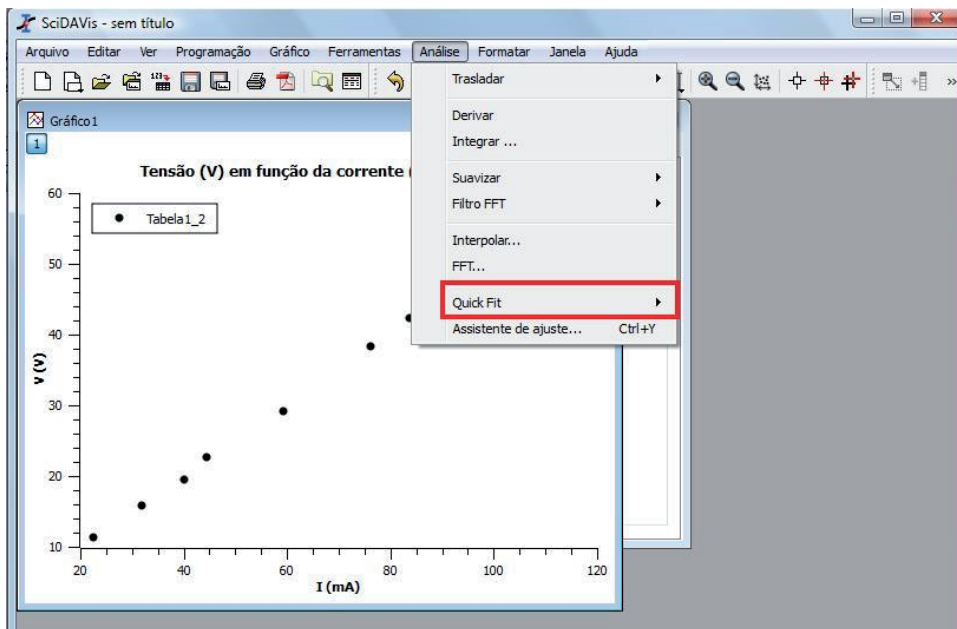 SciDAVis - sem título
Arquivo Editar Ver Programação Gráfico Ferramentas Análise Formatar Janela Ajuda
Gráfico1
1
Trasladar
Derivar
Integrar ...
Suavizar
Filtro FFT
Interpolar...
FFT...
Quick Fit
Assistente de ajuste... Ctrl+Y
Tensão (V) em função da corrente (
Tabela1_2
60
50
40
30
20
10
V (V)
20 40 60 80 100 120
I (mA)